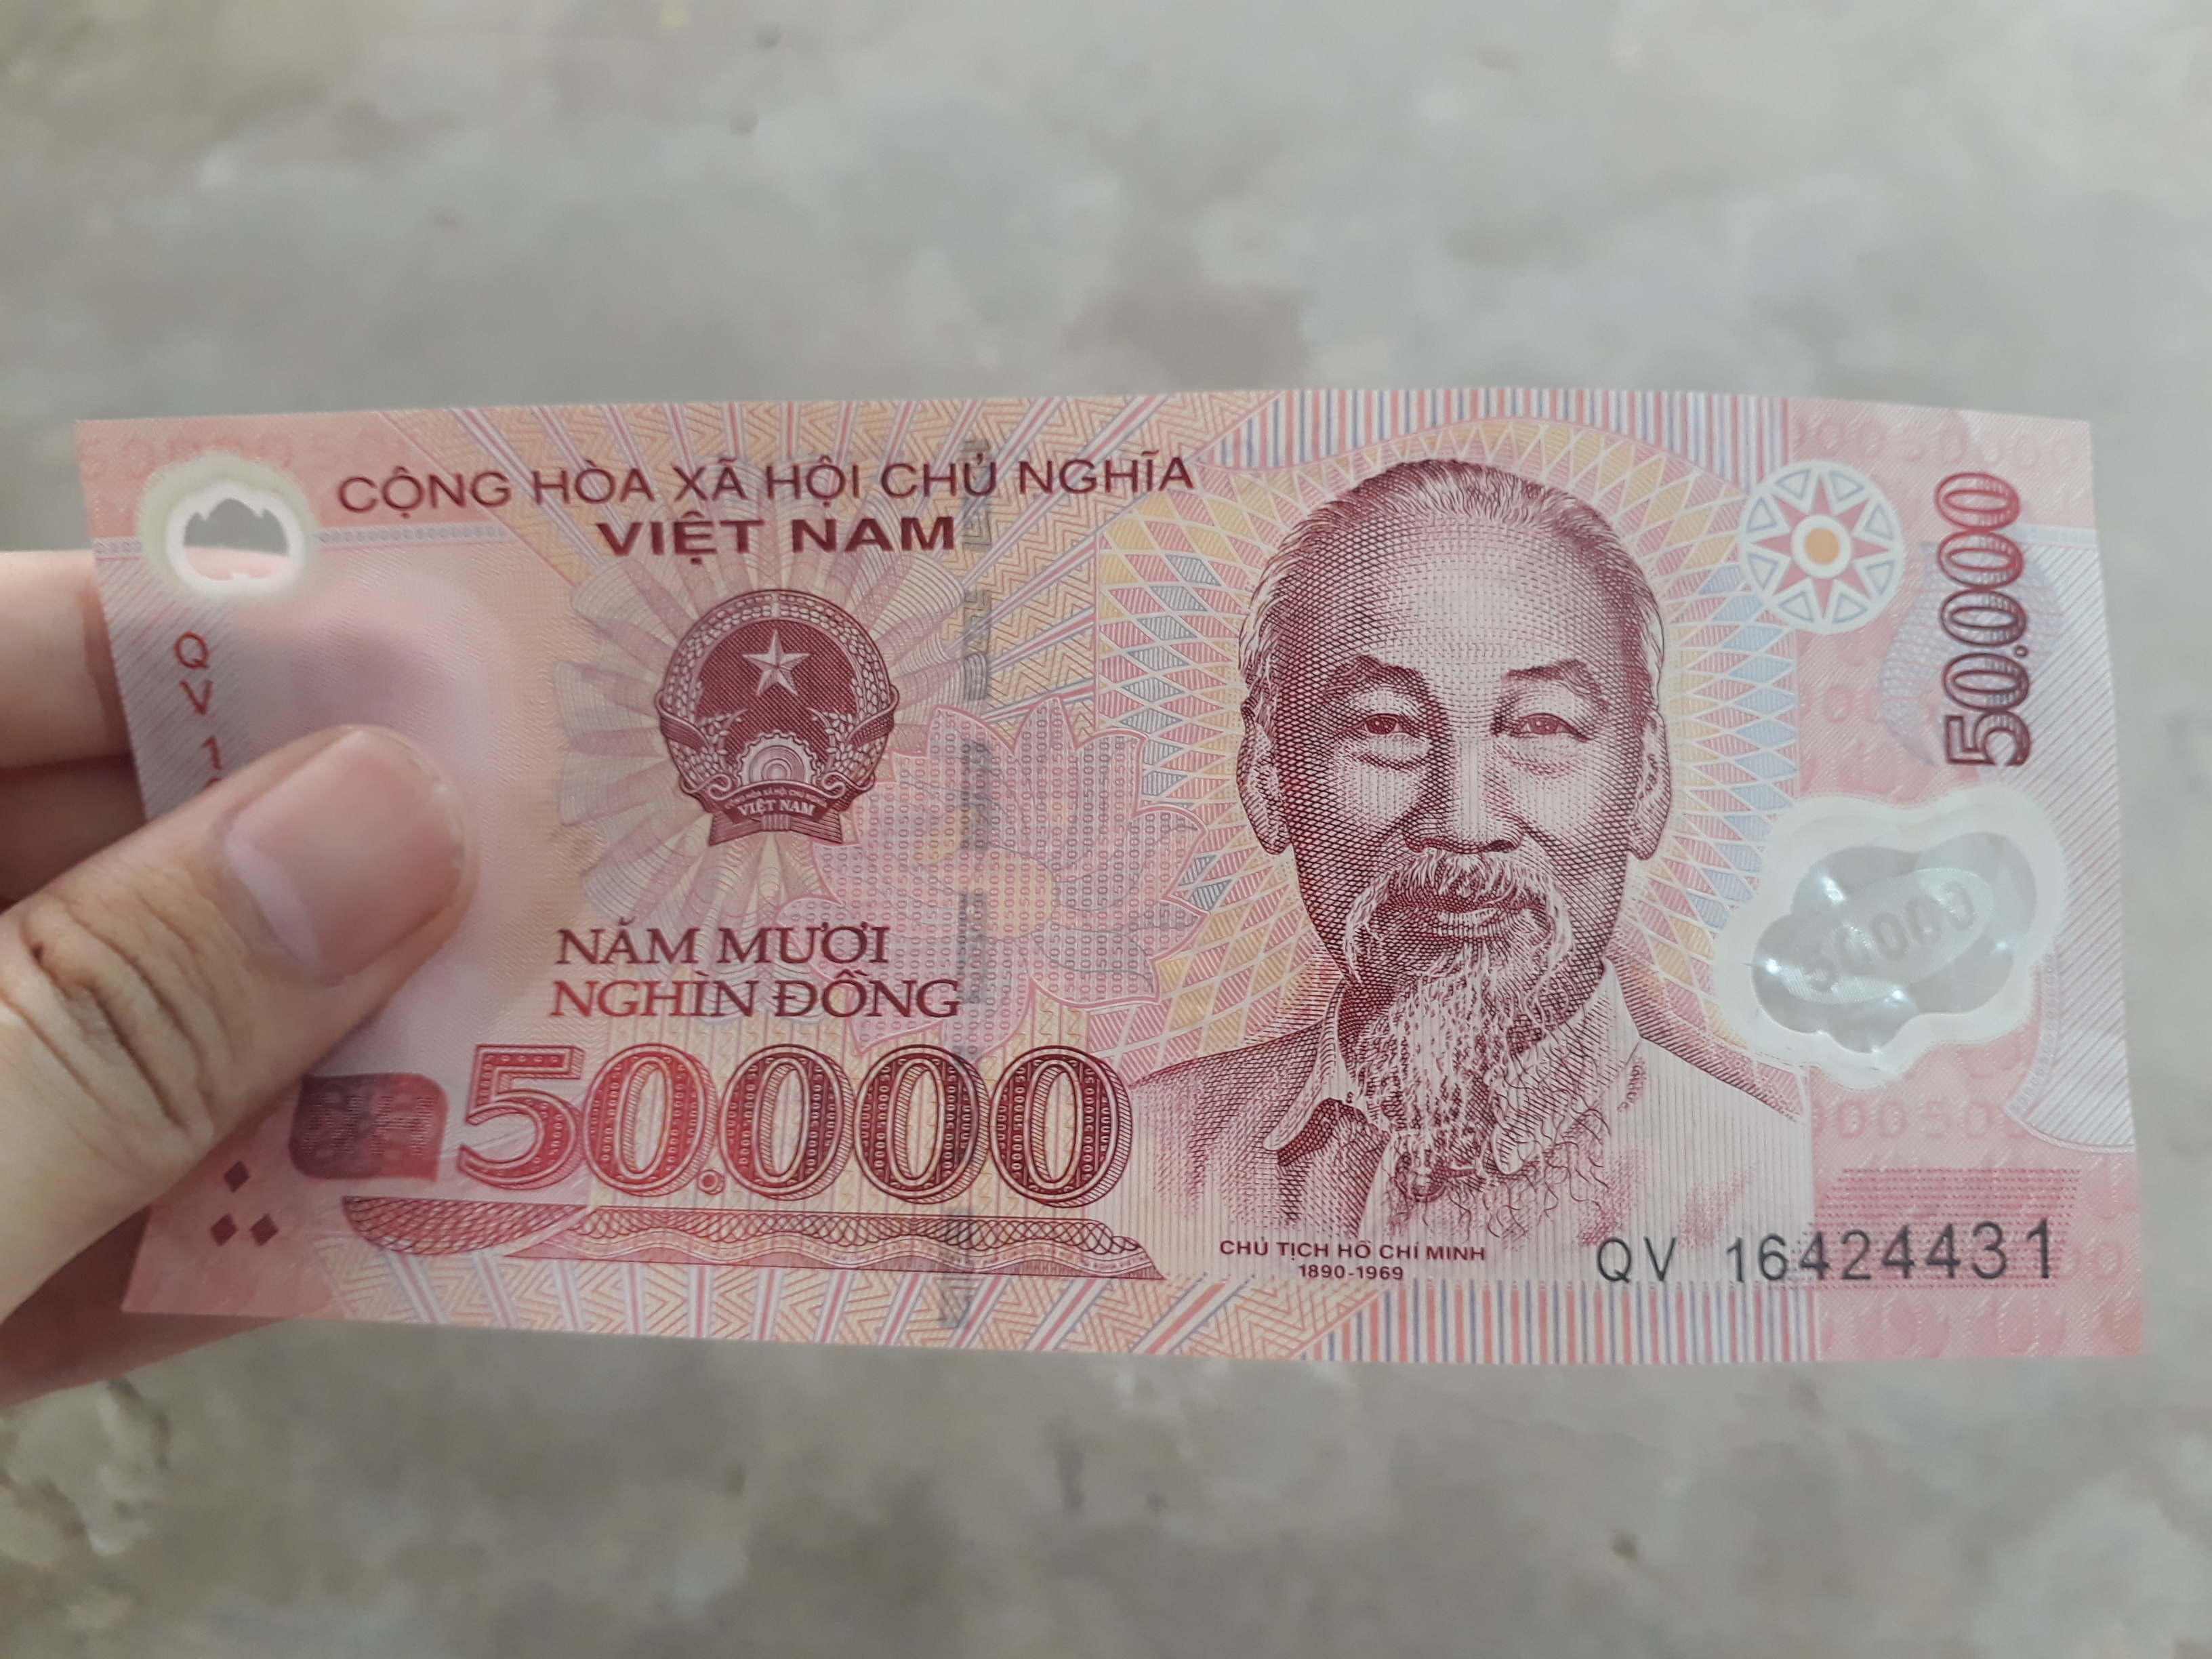 CỘNG HÒA XÃ HỘI CHỦ NGHĨA
VIỆT NAM
50.000
QV 1
CỘNG HÒA XÃ HỘI CHỦ NGHĨA
VIỆT NAM
50000
NĂM MƯƠI
NGHÌN ĐỒNG
50.000
CHỦ TỊCH HỒ CHÍ MINH
1890-1969
QV 16424431